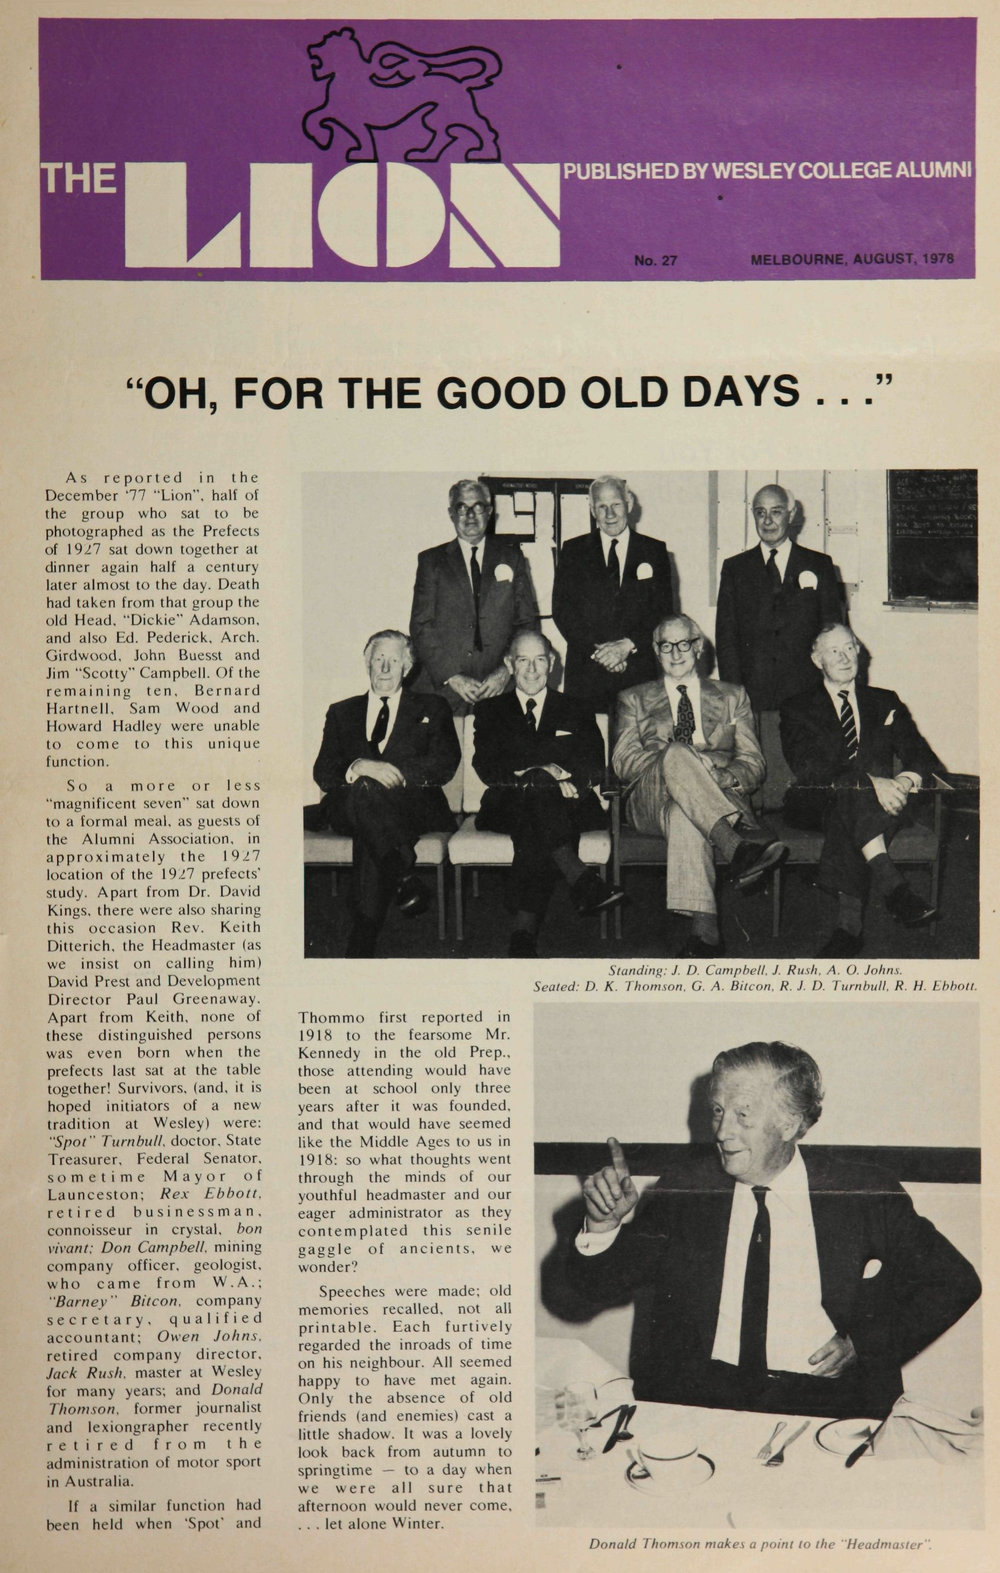 THE LION
PUBLISHED BY WESLEY COLLEGE ALUMNI
No. 27 MELBOURNE, AUGUST, 1978
“OH, FOR THE GOOD OLD DAYS . . .”
As reported in the
December '77 “Lion”, half of
the group who sat to be
photographed as the Prefects
of 1927 sat down together at
dinner again half a century
later almost to the day. Death
had taken from that group the
old Head, “Dickie” Adamson,
and also Ed. Pederick, Arch.
Girdwood, John Buesst and
Jim “Scotty” Campbell. Of the
remaining ten, Bernard
Hartnell, Sam Wood and
Howard Hadley were unable
to come to this unique
function.
So a more or less
“magnificent seven” sat down
to a formal meal, as guests of
the Alumni Association, in
approximately the 1927
location of the 1927 prefects'
study. Apart from Dr. David
Kings, there were also sharing
this occasion Rev. Keith
Ditterich, the Headmaster (as
we insist on calling him)
David Prest and Development
Director Paul Greenaway.
Apart from Keith, none of
these distinguished persons
was even born when the
prefects last sat at the table
together! Survivors, (and, it is
hoped initiators of a new
tradition at Wesley) were:
“Spot” Turnbull, doctor, State
Treasurer, Federal Senator,
sometime Mayor of
Launceston; Rex Ebbott,
retired businessman,
connoisseur in crystal, bon
vivant; Don Campbell, mining
company officer, geologist,
who came from W.A.;
“Barney” Bitcon, company
secretary, qualified
accountant; Owen Johns,
retired company director,
Jack Rush, master at Wesley
for many years; and Donald
Thomson, former journalist
and lexiongrapher recently
retired from the
administration of motor sport
in Australia.
If a similar function had
been held when 'Spot' and
Thommo first reported in
1918 to the fearsome Mr.
Kennedy in the old Prep.,
those attending would have
been at school only three
years after it was founded,
and that would have seemed
like the Middle Ages to us in
1918; so what thoughts went
through the minds of our
youthful headmaster and our
eager administrator as they
contemplated this senile
gaggle of ancients, we
wonder?
Speeches were made; old
memories recalled, not all
printable. Each furtively
regarded the inroads of time
on his neighbour. All seemed
happy to have met again.
Only the absence of old
friends (and enemies) cast a
little shadow. It was a lovely
look back from autumn to
springtime — to a day when
we were all sure that
afternoon would never come,
. . . let alone Winter.
Standing: J. D. Campbell, J. Rush, A. O. Johns.
Seated: D. K. Thomson, G. A. Bitcon, R. J. D. Turnbull, R. H. Ebbott.
Donald Thomson makes a point to the “Headmaster”.